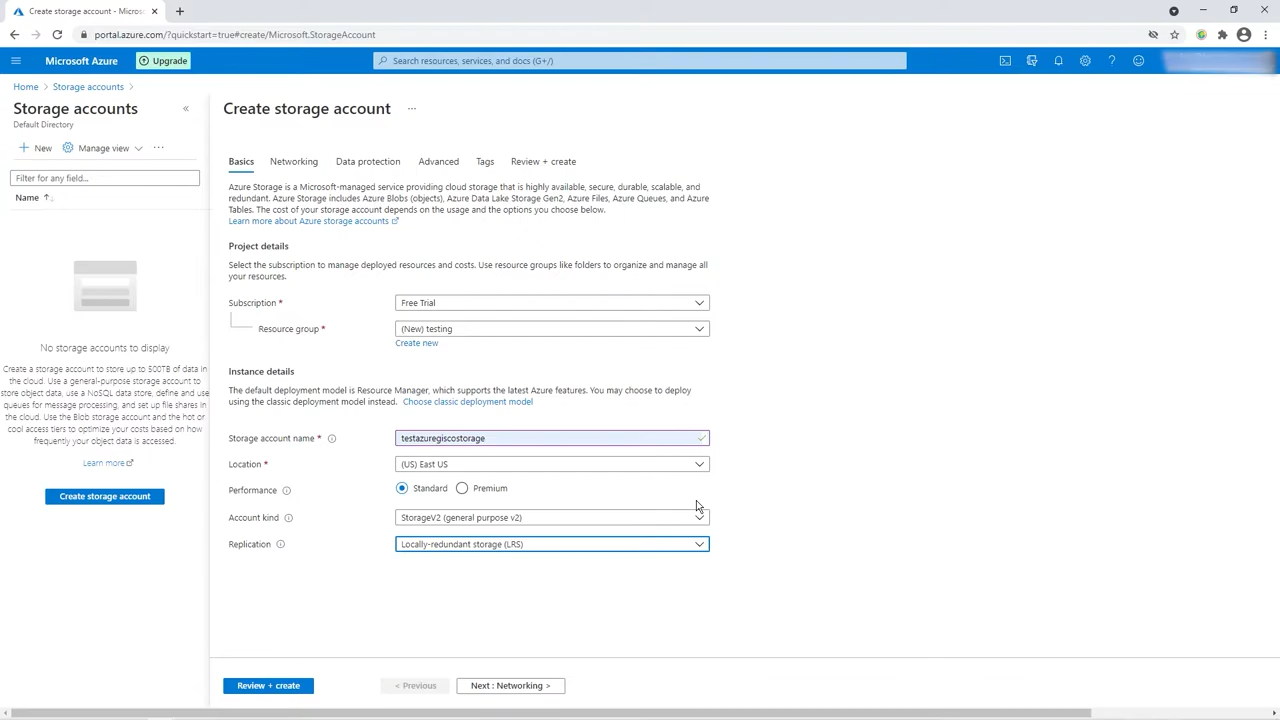 Create storage account - Micros
portal.azure.com/?quickstart=true#create/Microsoft.StorageAccount
Microsoft Azure
Upgrade
Search resources, services, and docs (G+/)
Home > Storage accounts >
Storage accounts
Default Directory
New
Manage view
Filter for any field...
Name
No storage accounts to display
Create a storage account to store up to 500TB of data in
the cloud. Use a general-purpose storage account to
store object data, use a NoSQL data store, define and use
queues for message processing, and set up file shares in
the cloud. Use the Blob storage account and the hot or
cool access tiers to optimize your costs based on how
frequently your object data is accessed.
Learn more
Create storage account
Create storage account
Basics
Networking
Data protection
Advanced
Tags
Review + create
Azure Storage is a Microsoft-managed service providing cloud storage that is highly available, secure, durable, scalable, and
redundant. Azure Storage includes Azure Blobs (objects), Azure Data Lake Storage Gen2, Azure Files, Azure Queues, and Azure
Tables. The cost of your storage account depends on the usage and the options you choose below.
Learn more about Azure storage accounts
Project details
Select the subscription to manage deployed resources and costs. Use resource groups like folders to organize and manage all
your resources.
Subscription *
Free Trial
Resource group *
(New) testing
Create new
Instance details
The default deployment model is Resource Manager, which supports the latest Azure features. You may choose to deploy
using the classic deployment model instead. Choose classic deployment model
Storage account name *
testazuregiscostorage
Location *
(US) East US
Performance
Standard
Premium
Account kind
StorageV2 (general purpose v2)
Replication
Locally-redundant storage (LRS)
Review + create
< Previous
Next : Networking >